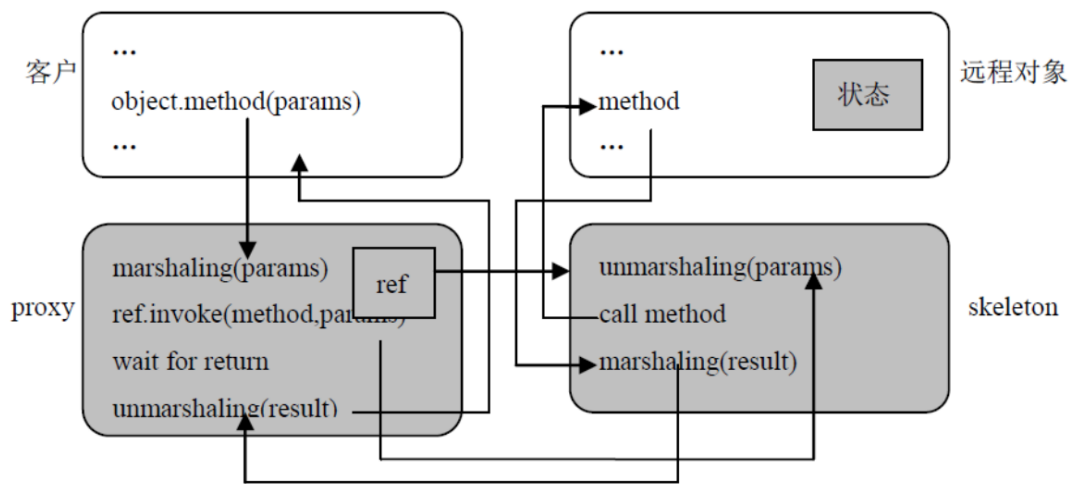 客户
…
object.method(params)
…
…
method
…
状态
远程对象
proxy
marshaling(params)
ref.invoke(method,params)
wait for return
unmarshaling(result)
ref
unmarshaling(params)
call method
marshaling(result)
skeleton